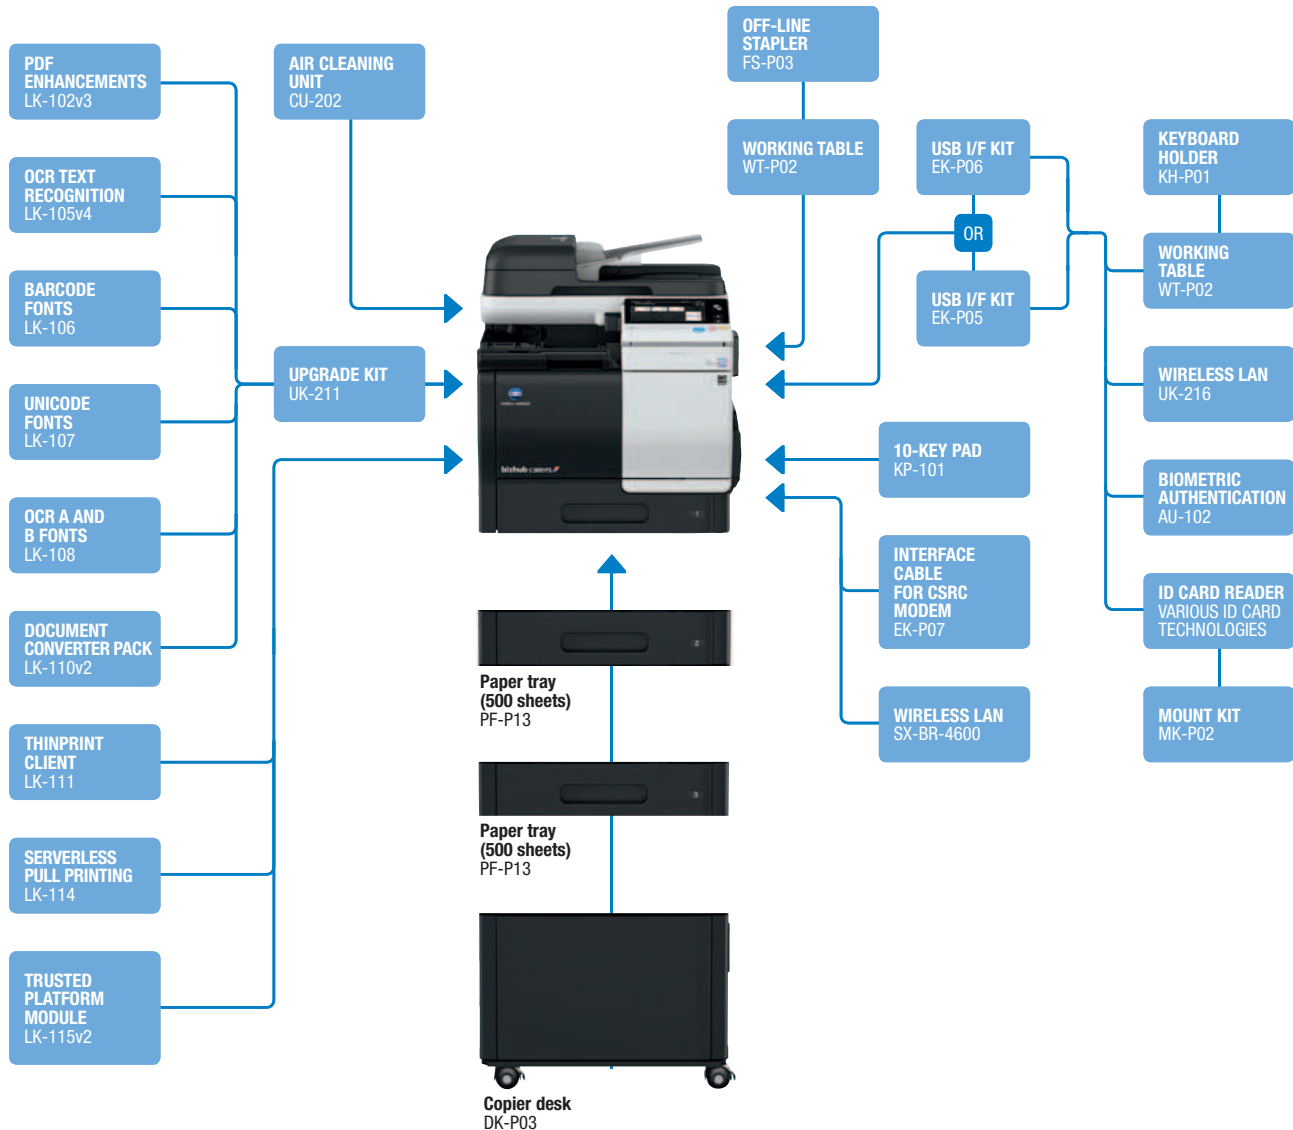 PDF
ENHANCEMENTS
LK-102v3
OCR TEXT
RECOGNITION
LK-105v4
BARCODE
FONTS
LK-106
UNICODE
FONTS
LK-107
OCR A AND
B FONTS
LK-108
DOCUMENT
CONVERTER PACK
LK-110v2
THINPRINT
CLIENT
LK-111
SERVERLESS
PULL PRINTING
LK-114
TRUSTED
PLATFORM
MODULE
LK-115v2
AIR CLEANING
UNIT
CU-202
UPGRADE KIT
UK-211
bizhub
1
2
Paper tray
(500 sheets)
PF-P13
3
Paper tray
(500 sheets)
PF-P13
Copier desk
DK-P03
OFF-LINE
STAPLER
FS-P03
WORKING TABLE
WT-P02
USB I/F KIT
EK-P06
OR
USB I/F KIT
EK-P05
10-KEY PAD
KP-101
INTERFACE
CABLE
FOR CSRC
MODEM
EK-P07
WIRELESS LAN
SX-BR-4600
KEYBOARD
HOLDER
KH-P01
WORKING
TABLE
WT-P02
WIRELESS LAN
UK-216
BIOMETRIC
AUTHENTICATION
AU-102
ID CARD READER
VARIOUS ID CARD
TECHNOLOGIES
MOUNT KIT
MK-P02